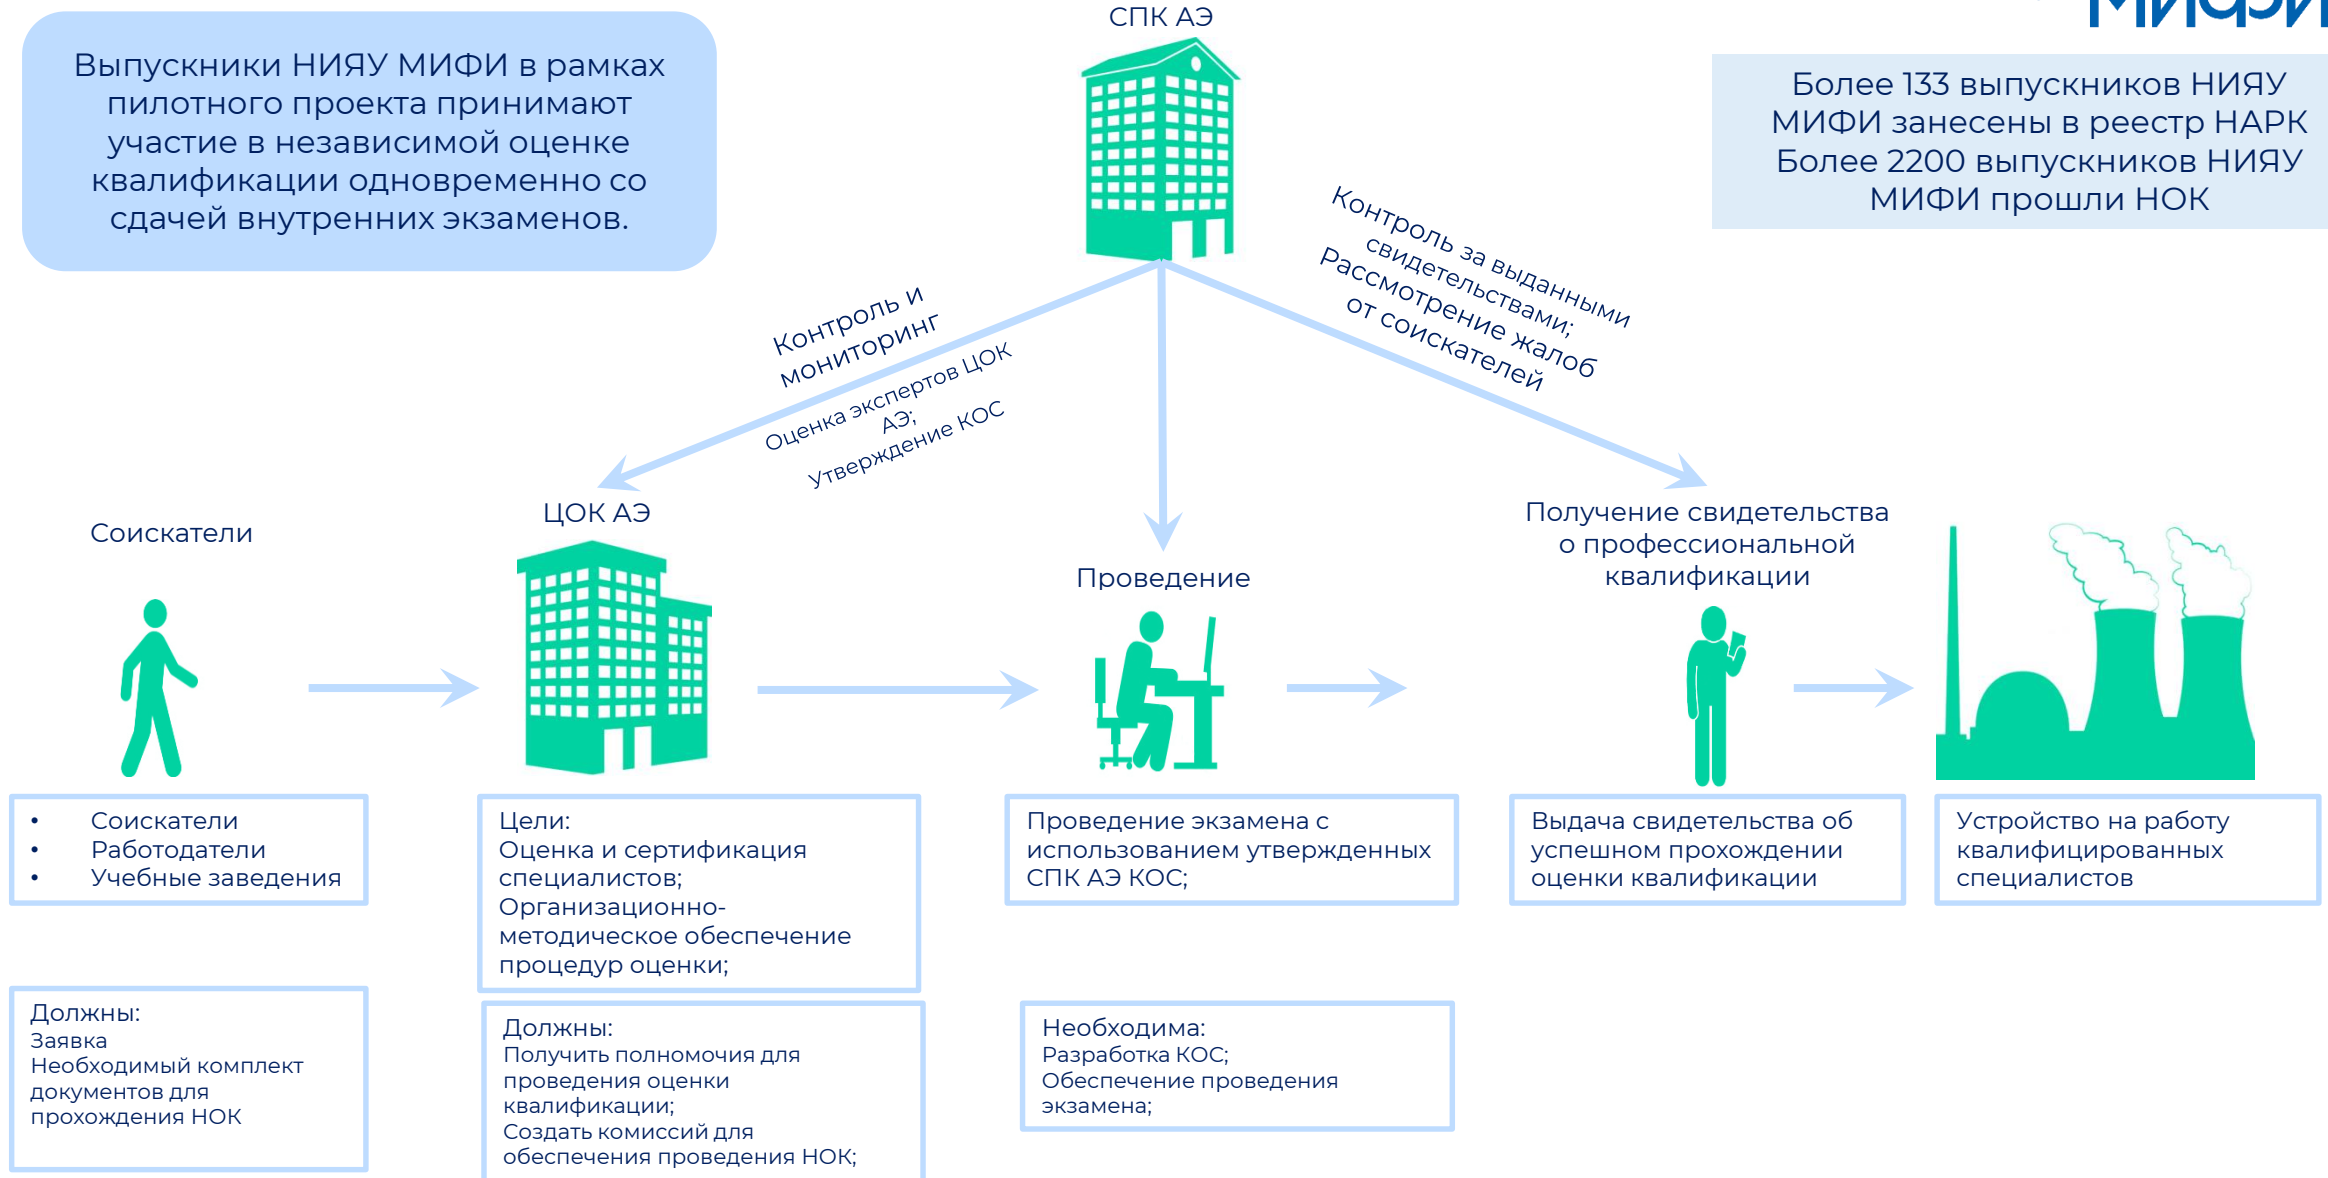 СПК АЭ
МИФИ
Выпускники НИЯУ МИФИ в рамках
пилотного проекта принимают
участие в независимой оценке
квалификации одновременно со
сдачей внутренних экзаменов.
Более 133 выпускников НИЯУ
МИФИ занесены в реестр НАРК
Более 2200 выпускников НИЯУ
МИФИ прошли НОК
Контроль и
мониторинг
Оценка экспертов ЦОК
АЭ;
Утверждение КОС
Контроль за выданными
свидетельствами;
Рассмотрение жалоб
от соискателей
Соискатели
ЦОК АЭ
Проведение
Получение свидетельства
о профессиональной
квалификации
• Соискатели
• Работодатели
• Учебные заведения
Цели:
Оценка и сертификация
специалистов;
Организационно-
методическое обеспечение
процедур оценки;
Проведение экзамена с
использованием утвержденных
СПК АЭ КОС;
Выдача свидетельства об
успешном прохождении
оценки квалификации
Устройство на работу
квалифицированных
специалистов
Должны:
Заявка
Необходимый комплект
документов для
прохождения НОК
Должны:
Получить полномочия для
проведения оценки
квалификации;
Создать комиссий для
обеспечения проведения НОК;
Необходима:
Разработка КОС;
Обеспечение проведения
экзамена;